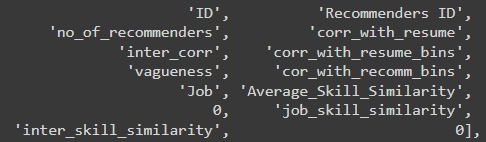 'ID', 'Recommenders ID',
'no_of_recommenders', 'corr_with_resume',
'inter_corr', 'corr_with_resume_bins',
'vagueness', 'cor_with_recomm_bins',
'Job', 'Average_Skill_Similarity',
0, 'job_skill_similarity',
'inter_skill_similarity', 0],